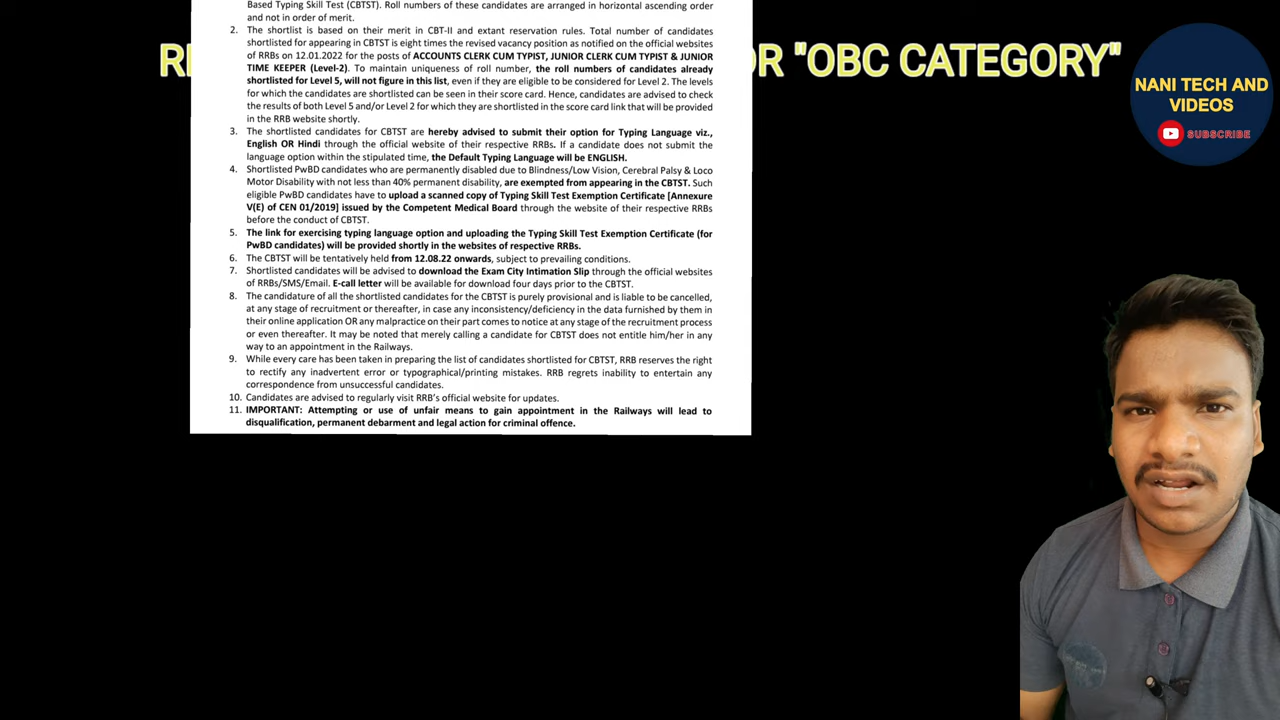 Based Typing Skill Test (CBTST). Roll numbers of these candidates are arranged in horizontal ascending order
and not in order of merit.
2. The shortlist is based on their merit in CBT-II and extant reservation rules. Total number of candidates
shortlisted for appearing in CBTST is eight times the revised vacancy position as notified on the official websites
of RRBs on 12.01.2022 for the posts of ACCOUNTS CLERK CUM TYPIST, JUNIOR CLERK CUM TYPIST & JUNIOR
TIME KEEPER (Level-2). To maintain uniqueness of roll number, the roll numbers of candidates already
shortlisted for Level 5, will not figure in this list, even if they are eligible to be considered for Level 2. The levels
for which the candidates are shortlisted can be seen in their score card. Hence, candidates are advised to check
the results of both Level 5 and/or Level 2 for which they are shortlisted in the score card link that will be provided
in the RRB website shortly.
3. The shortlisted candidates for CBTST are hereby advised to submit their option for Typing Language viz.,
English OR Hindi through the official website of their respective RRBs. If a candidate does not submit the
language option within the stipulated time, the Default Typing Language will be ENGLISH.
4. Shortlisted PwBD candidates who are permanently disabled due to Blindness/Low Vision, Cerebral Palsy & Loco
Motor Disability with not less than 40% permanent disability, are exempted from appearing in the CBTST. Such
eligible PwBD candidates have to upload a scanned copy of Typing Skill Test Exemption Certificate [Annexure
V(E) of CEN 01/2019] issued by the Competent Medical Board through the website of their respective RRBs
before the conduct of CBTST.
5. The link for exercising typing language option and uploading the Typing Skill Test Exemption Certificate (for
PwBD candidates) will be provided shortly in the websites of respective RRBs.
6. The CBTST will be tentatively held from 12.08.22 onwards, subject to prevailing conditions.
7. Shortlisted candidates will be advised to download the Exam City Intimation Slip through the official websites
of RRBs/SMS/Email. E-call letter will be available for download four days prior to the CBTST.
8. The candidature of all the shortlisted candidates for the CBTST is purely provisional and is liable to be cancelled,
at any stage of recruitment or thereafter, in case any inconsistency/deficiency in the data furnished by them in
their online application OR any malpractice on their part comes to notice at any stage of the recruitment process
or even thereafter. It may be noted that merely calling a candidate for CBTST does not entitle him/her in any
way to an appointment in the Railways.
9. While every care has been taken in preparing the list of candidates shortlisted for CBTST, RRB reserves the right
to rectify any inadvertent error or typographical/printing mistakes. RRB regrets inability to entertain any
correspondence from unsuccessful candidates.
10. Candidates are advised to regularly visit RRB's official website for updates.
11. IMPORTANT: Attempting or use of unfair means to gain appointment in the Railways will lead to
disqualification, permanent debarment and legal action for criminal offence.
"OBC CATEGORY"
NANI TECH AND
VIDEOS
SUBSCRIBE